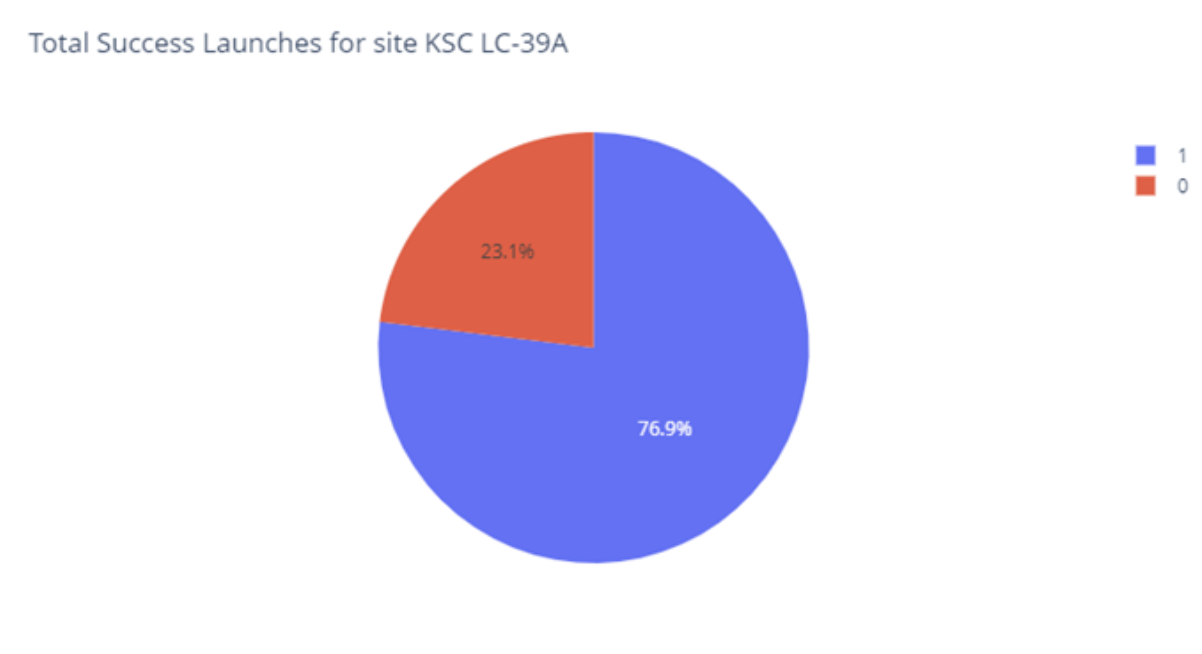 Total Success Launches for site KSC LC-39A
1
0
23.1%
76.9%